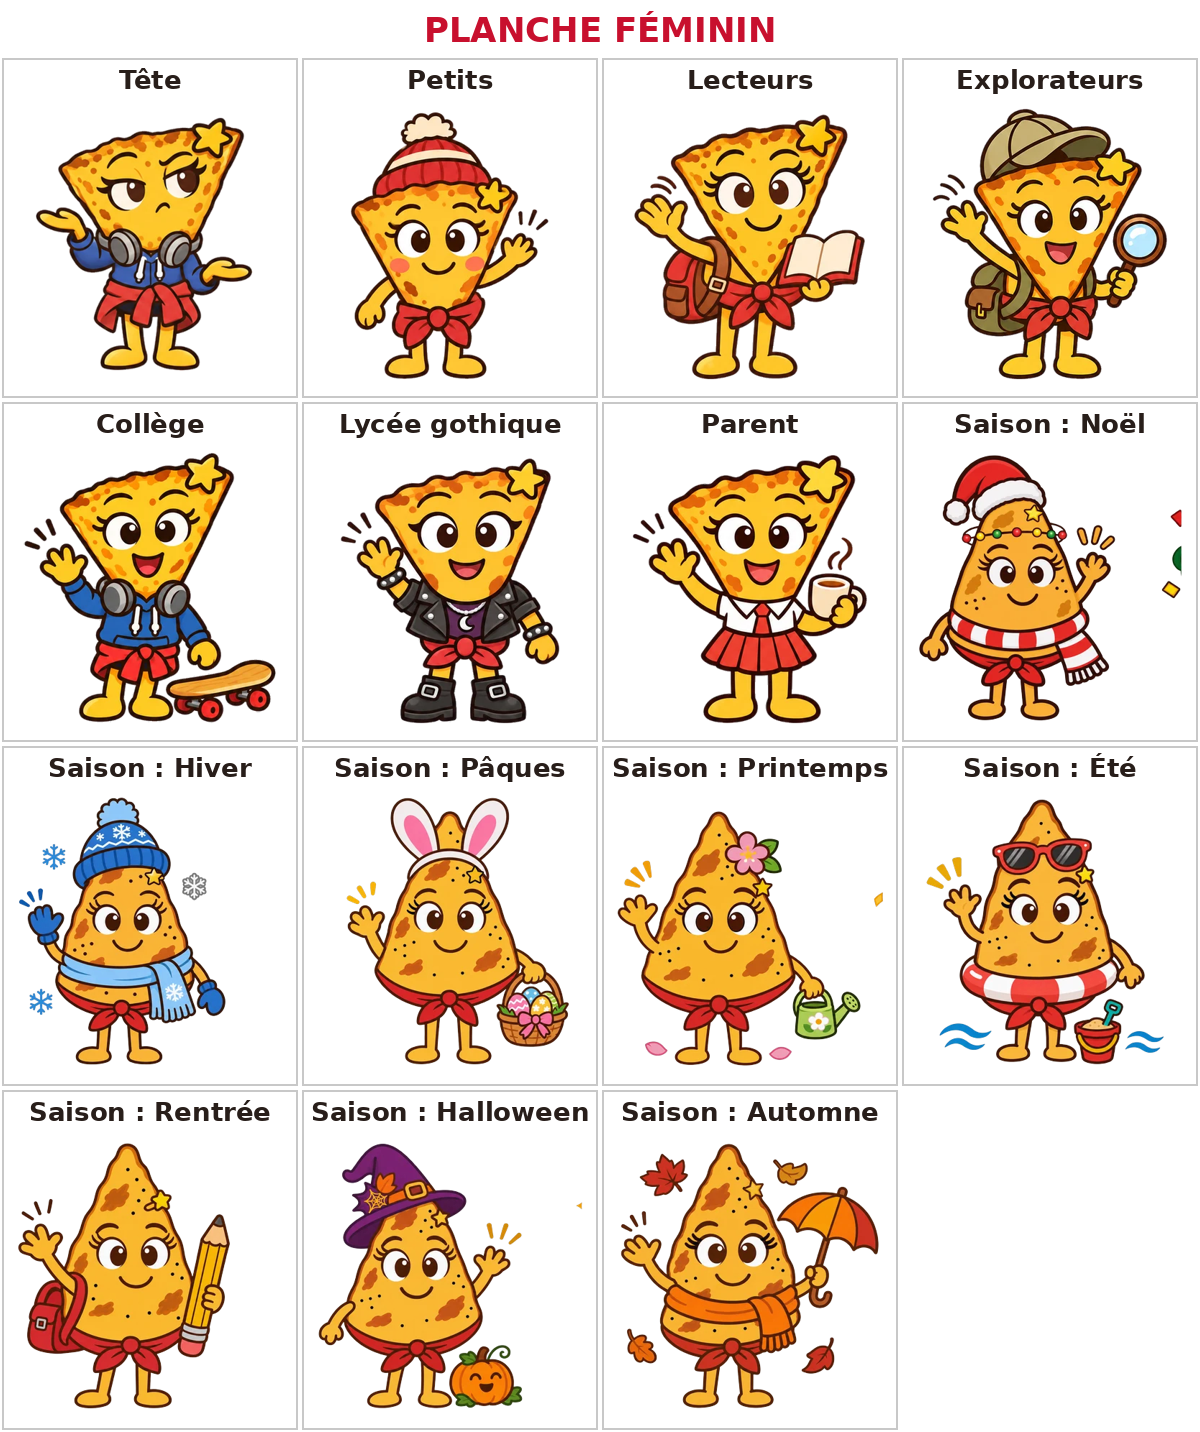 PLANCHE FÉMININ
Tête
Petits
Lecteurs
Explorateurs
Collège
Lycée gothique
Parent
Saison : Noël
Saison : Hiver
Saison : Pâques
Saison : Printemps
Saison : Été
Saison : Rentrée
Saison : Halloween
Saison : Automne